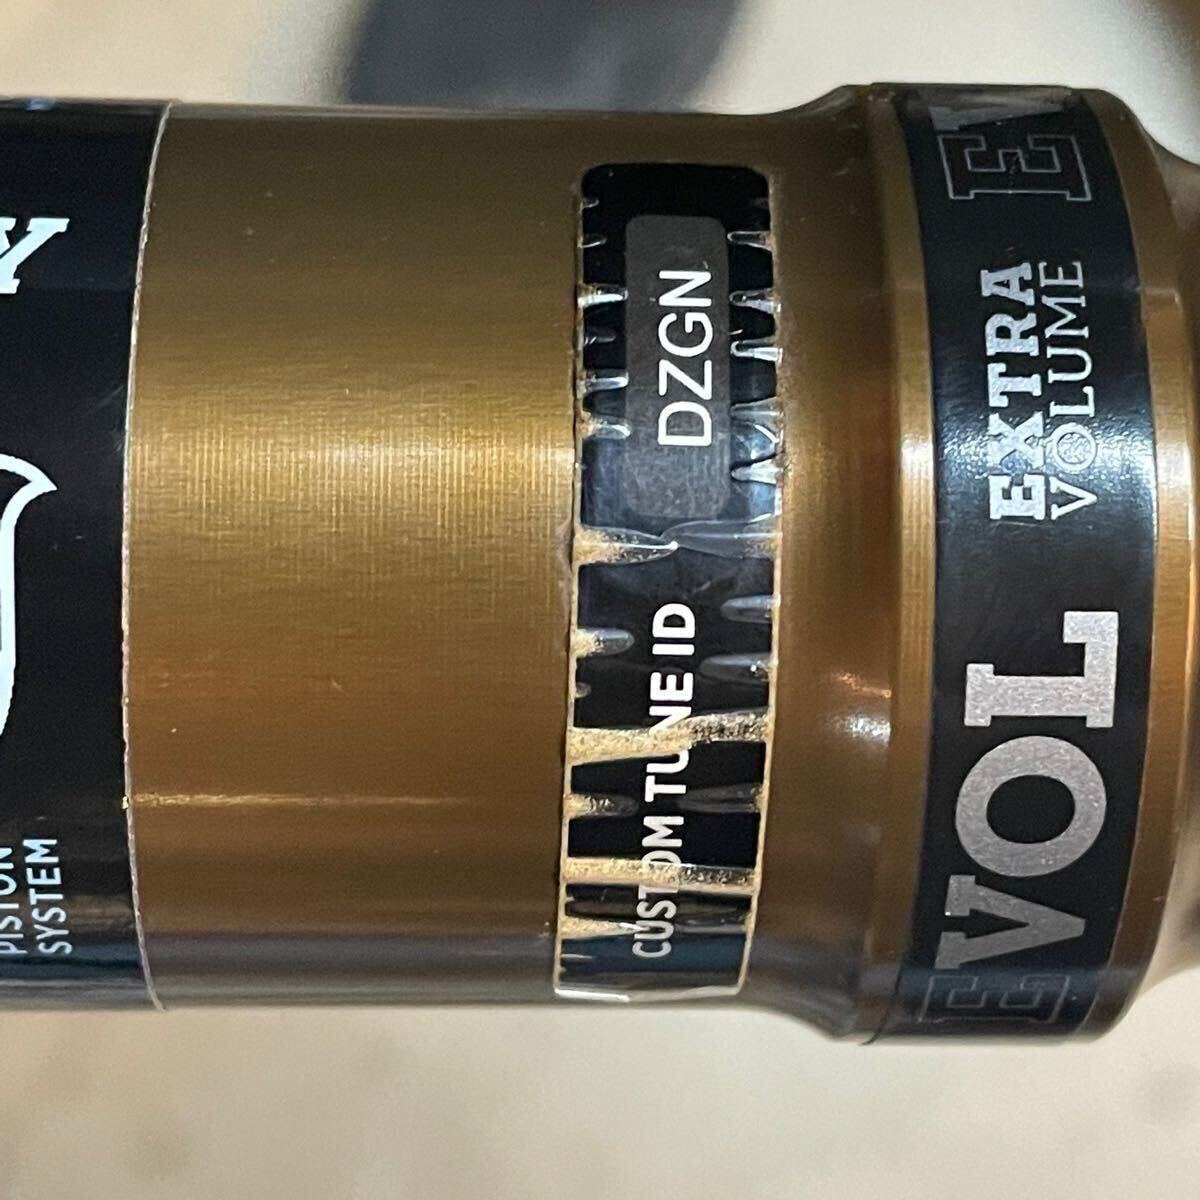 Y
PISTON
SYSTEM
CUSTOM TUNE ID
DZGN
EVOL
EXTRA
VOLUME
E